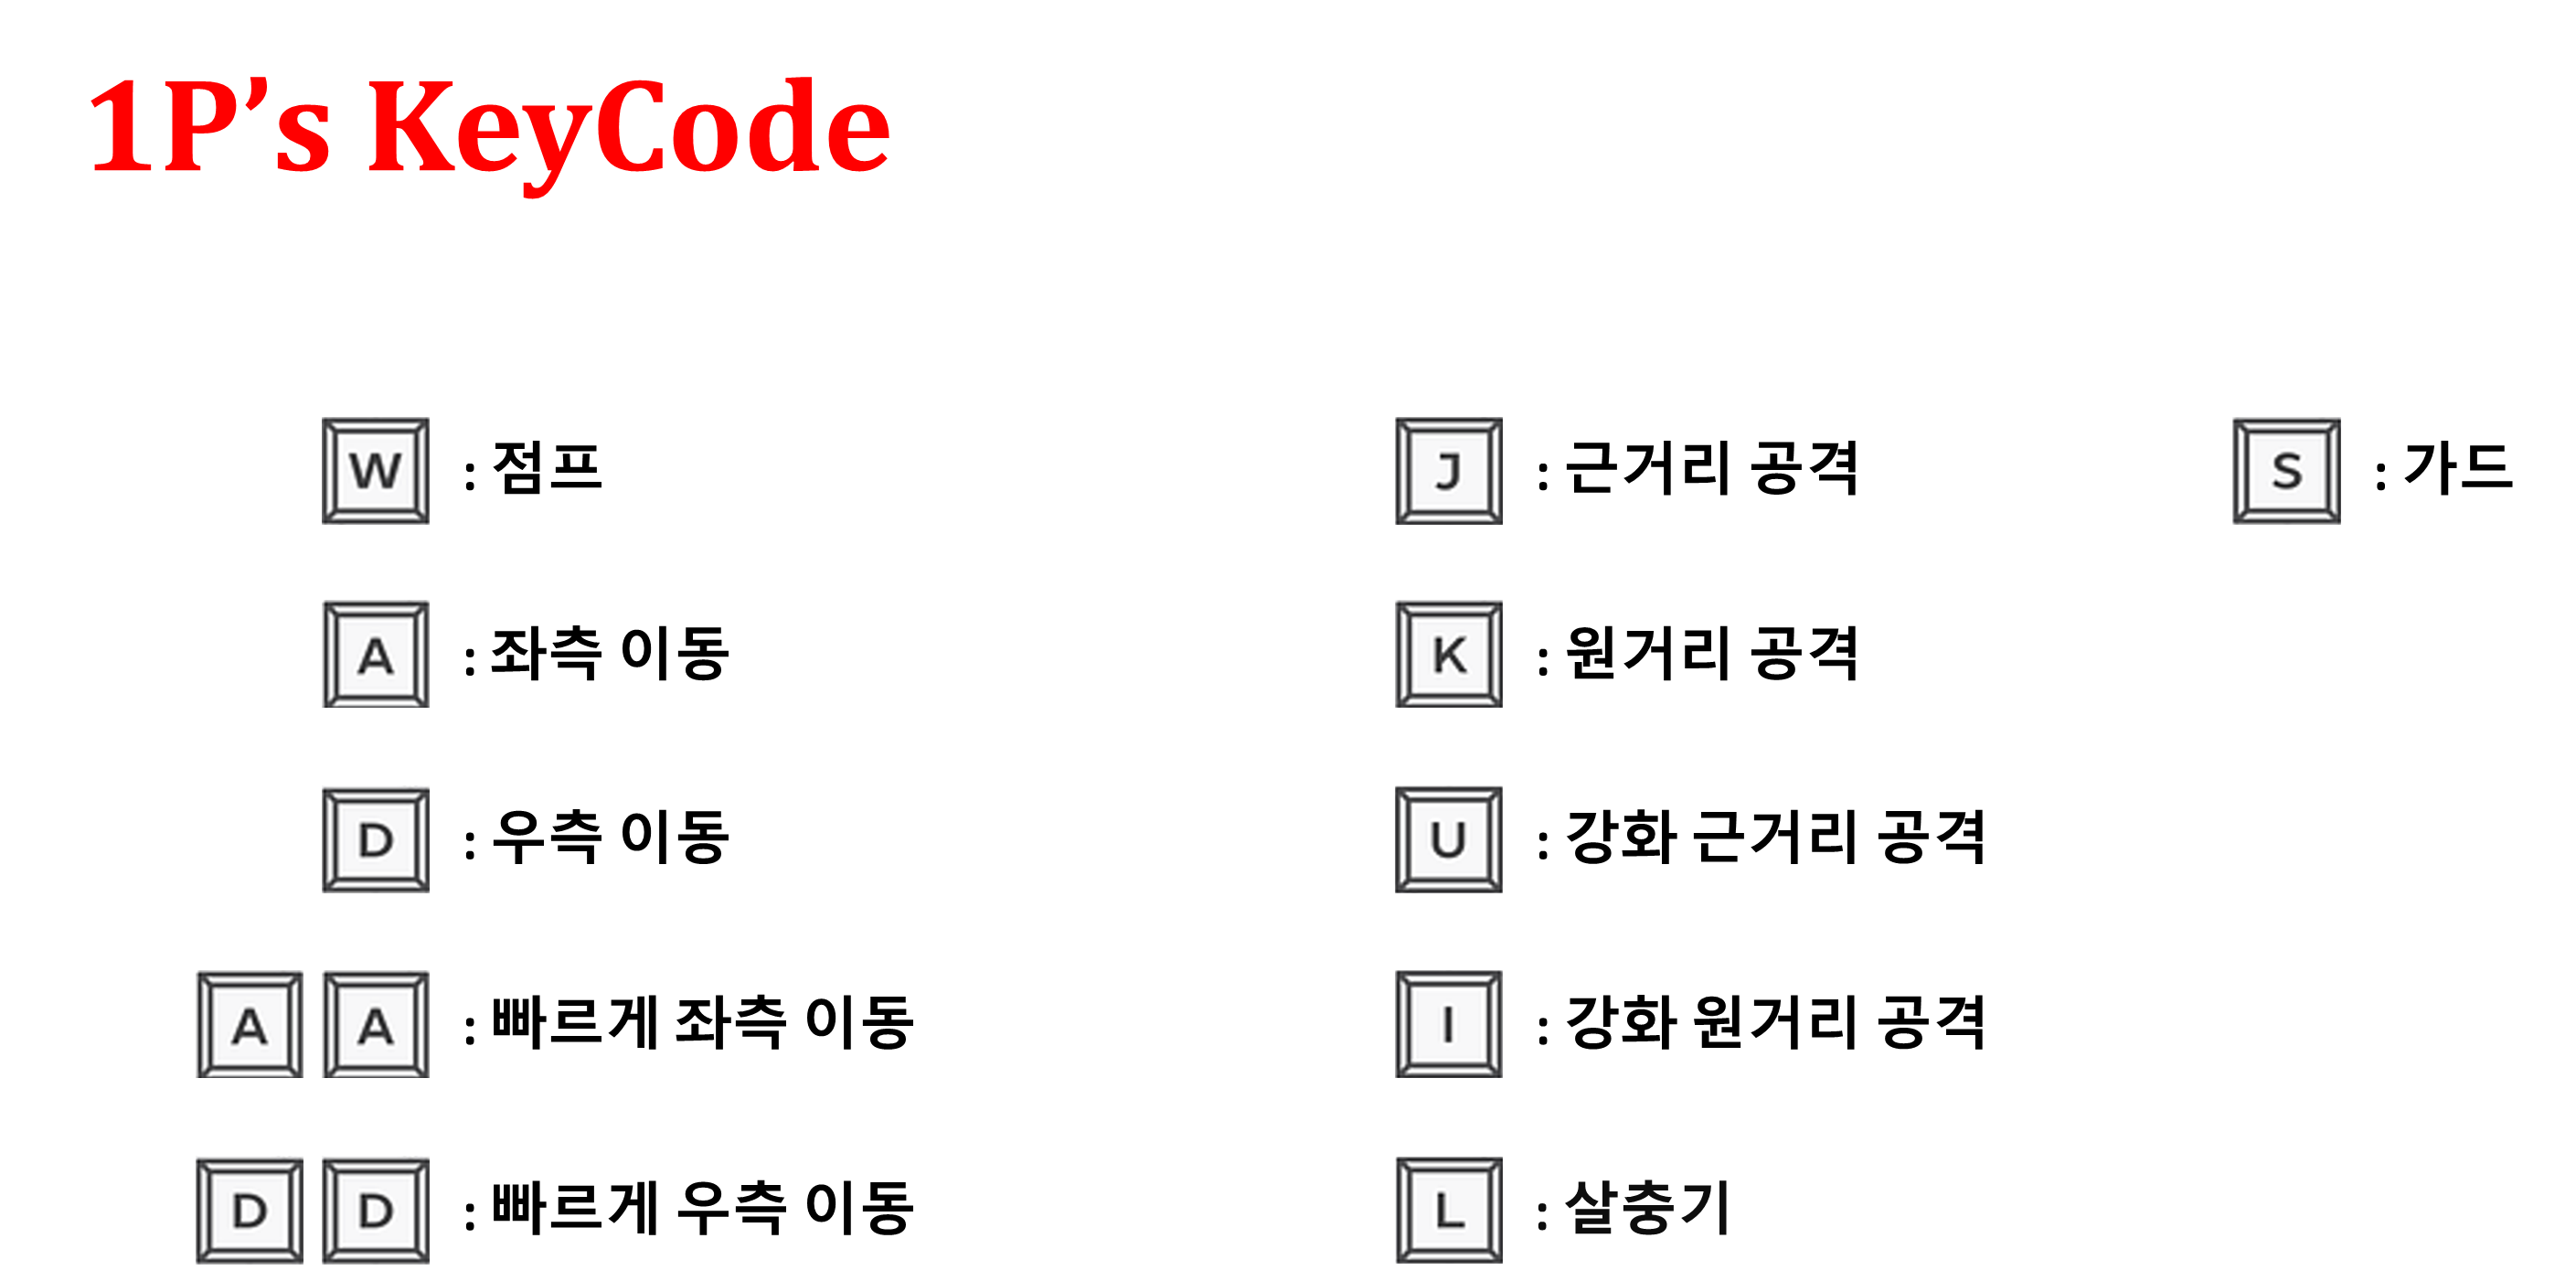 1P’s KeyCode
W : 점프
A : 좌측 이동
D : 우측 이동
A A : 빠르게 좌측 이동
D D : 빠르게 우측 이동
J : 근거리 공격
K : 원거리 공격
U : 강화 근거리 공격
I : 강화 원거리 공격
L : 살충기
S : 가드